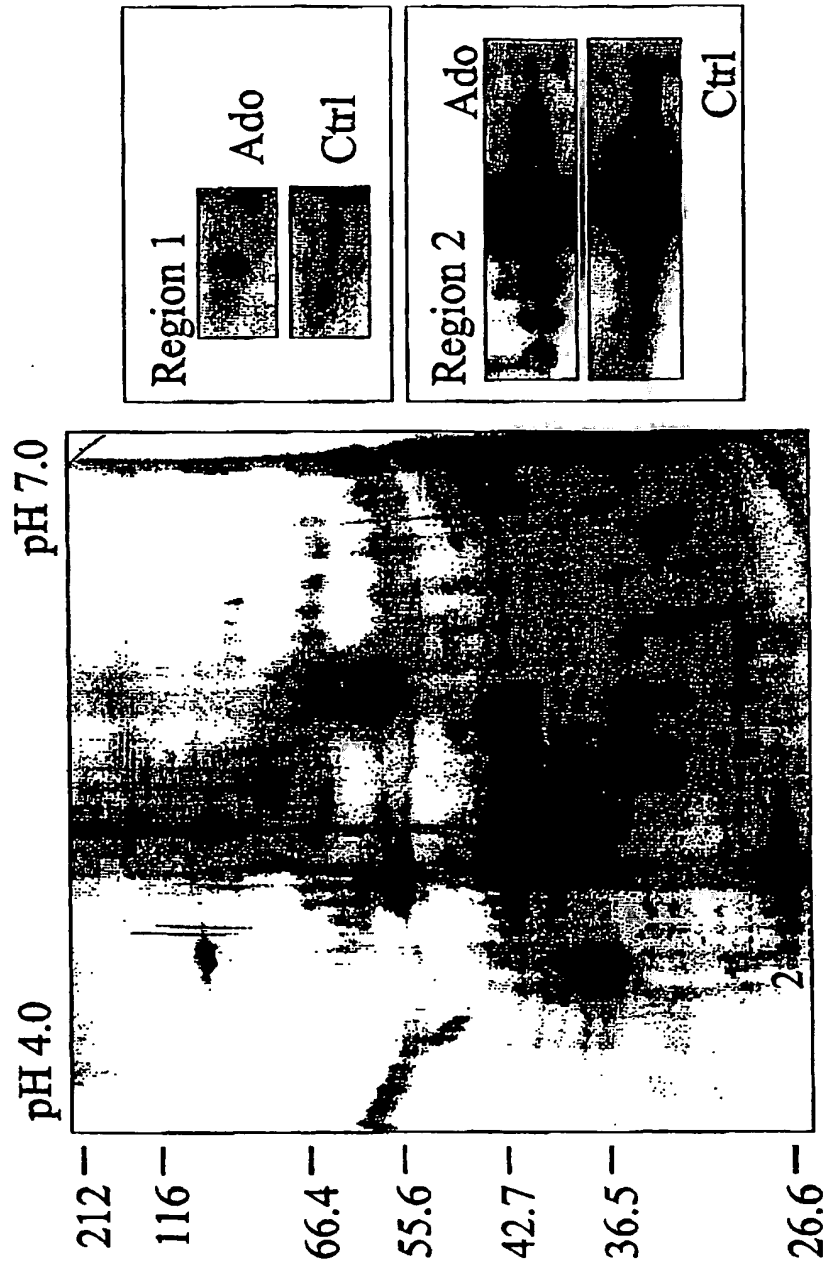 pH 4.0
pH 7.0
212
116
66.4
55.6
42.7
36.5
26.6
2
Region 1
Ado
Ctrl
Region 2
Ado
Ctrl